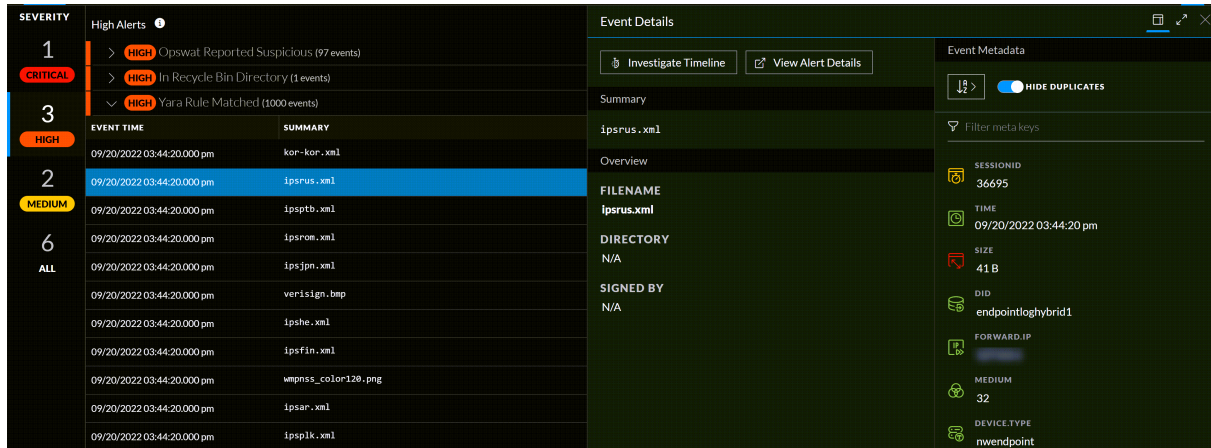 SEVERITY
1
CRITICAL
3
HIGH
2
MEDIUM
6
ALL
High Alerts
HIGH Opswat Reported Suspicious (97 events)
HIGH In Recycle Bin Directory (1 events)
HIGH Yara Rule Matched (1000 events)
EVENT TIME SUMMARY
09/20/2022 03:44:20.000 pm kor-kor.xml
09/20/2022 03:44:20.000 pm ipsrus.xml
09/20/2022 03:44:20.000 pm ipsptb.xml
09/20/2022 03:44:20.000 pm ipsrom.xml
09/20/2022 03:44:20.000 pm ipsjpn.xml
09/20/2022 03:44:20.000 pm verisign.bmp
09/20/2022 03:44:20.000 pm ipshe.xml
09/20/2022 03:44:20.000 pm ipsfin.xml
09/20/2022 03:44:20.000 pm wmpnss_color120.png
09/20/2022 03:44:20.000 pm ipsar.xml
09/20/2022 03:44:20.000 pm ipsplk.xml
Event Details
Investigate Timeline View Alert Details
Summary
ipsrus.xml
Overview
FILENAME
ipsrus.xml
DIRECTORY
N/A
SIGNED BY
N/A
Event Metadata
HIDE DUPLICATES
Filter meta keys
SESSIONID
36695
TIME
09/20/2022 03:44:20 pm
SIZE
41 B
DID
endpointloghybrid1
FORWARD.IP
MEDIUM
32
DEVICE.TYPE
nwendpoint